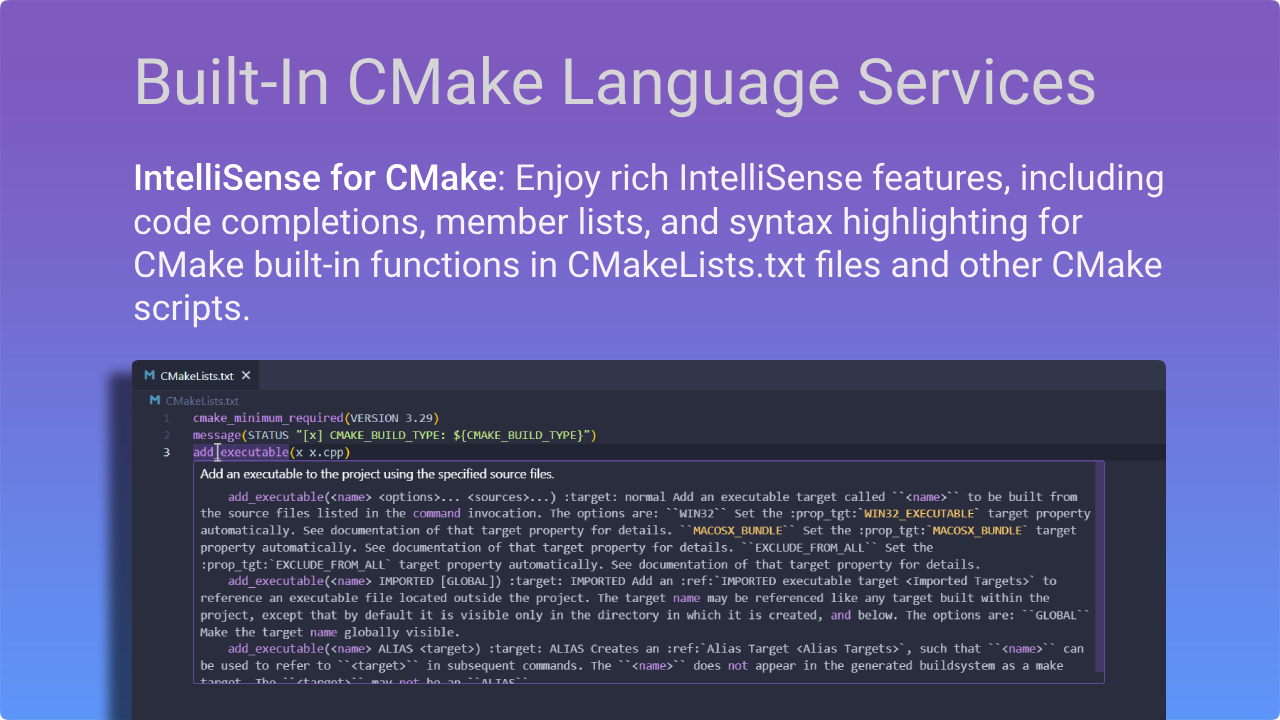 Built-In CMake Language Services
IntelliSense for CMake: Enjoy rich IntelliSense features, including
code completions, member lists, and syntax highlighting for
CMake built-in functions in CMakeLists.txt files and other CMake
scripts.
M CMakeLists.txt ×
M CMakeLists.txt
1 cmake_minimum_required(VERSION 3.29)
2 message(STATUS "[x] CMAKE_BUILD_TYPE: ${CMAKE_BUILD_TYPE}")
3 add_executable(x x.cpp)
Add an executable to the project using the specified source files.
add_executable(<name> <options>... <sources>...) :target: normal Add an executable target called ``<name>`` to be built from
the source files listed in the command invocation. The options are: ``WIN32`` Set the :prop_tgt:`WIN32_EXECUTABLE` target property
automatically. See documentation of that target property for details. ``MACOSX_BUNDLE`` Set the :prop_tgt:`MACOSX_BUNDLE` target
property automatically. See documentation of that target property for details. ``EXCLUDE_FROM_ALL`` Set the
:prop_tgt:`EXCLUDE_FROM_ALL` target property automatically. See documentation of that target property for details.
add_executable(<name> IMPORTED [GLOBAL]) :target: IMPORTED Add an :ref:`IMPORTED executable target <Imported Targets>` to
reference an executable file located outside the project. The target name may be referenced like any target built within the
project, except that by default it is visible only in the directory in which it is created, and below. The options are: ``GLOBAL``
Make the target name globally visible.
add_executable(<name> ALIAS <target>) :target: ALIAS Creates an :ref:`Alias Target <Alias Targets>`, such that ``<name>`` can
be used to refer to ``<target>`` in subsequent commands. The ``<name>`` does not appear in the generated buildsystem as a make
target. The ``<target>`` may not be an ``ALIAS``